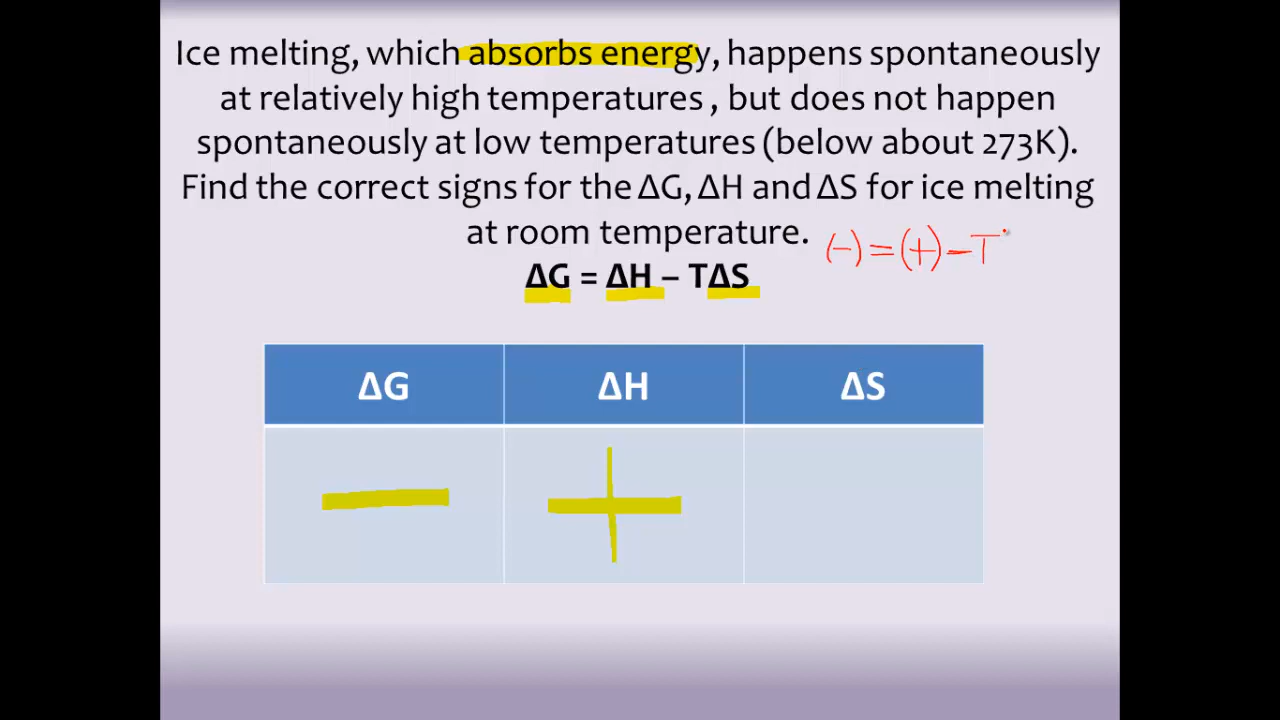 Ice melting, which absorbs energy, happens spontaneously
at relatively high temperatures , but does not happen
spontaneously at low temperatures (below about 273K).
Find the correct signs for the ΔG, ΔH and ΔS for ice melting
at room temperature.
(−) = (+) − T
ΔG = ΔH – TΔS
ΔG ΔH ΔS
− +